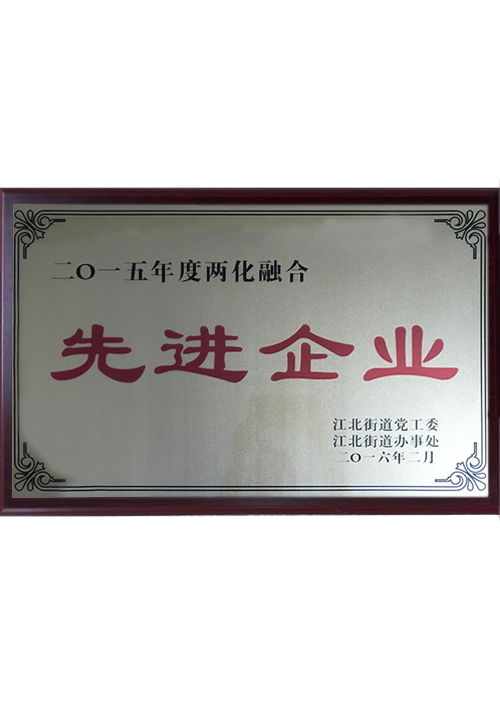 二〇一五年度两化融合
先进企业
江北街道党工委
江北街道办事处
二〇一六年二月